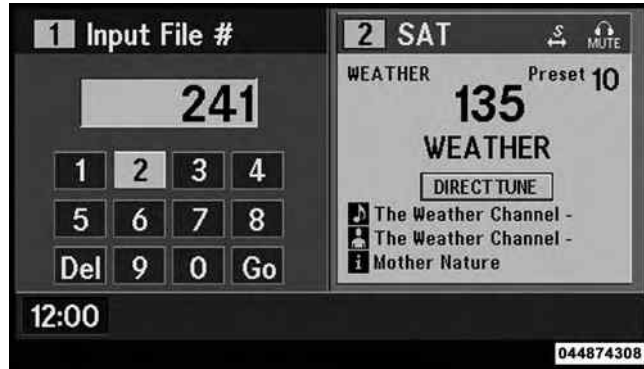 1 Input File #
241
1 2 3 4
5 6 7 8
Del 9 0 Go
2 SAT S MUTE
WEATHER Preset 10
135
WEATHER
DIRECT TUNE
The Weather Channel -
The Weather Channel -
i Mother Nature
12:00
044874308